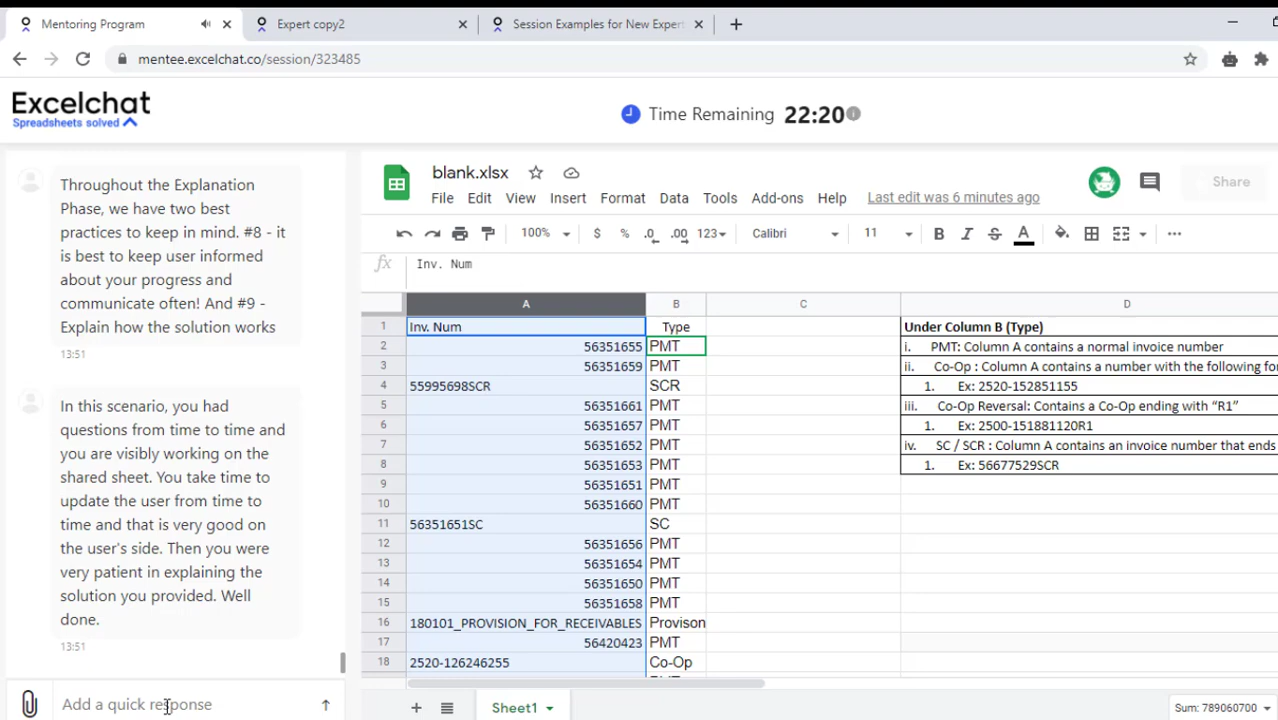 Mentoring Program
Expert copy2
Session Examples for New Expert
mentee.excelchat.co/session/323485
Excelchat
Spreadsheets solved
Time Remaining 22:20
Throughout the Explanation
Phase, we have two best
practices to keep in mind. #8 - it
is best to keep user informed
about your progress and
communicate often! And #9 -
Explain how the solution works
13:51
In this scenario, you had
questions from time to time and
you are visibly working on the
shared sheet. You take time to
update the user from time to
time and that is very good on
the user's side. Then you were
very patient in explaining the
solution you provided. Well
done.
13:51
Add a quick response
blank.xlsx
File Edit View Insert Format Data Tools Add-ons Help Last edit was 6 minutes ago
Share
100% $ % .0 .00 123 Calibri 11 B I S A
fx Inv. Num
A B C D
1 Inv. Num Type Under Column B (Type)
2 56351655 PMT i. PMT: Column A contains a normal invoice number
3 56351659 PMT ii. Co-Op : Column A contains a number with the following fo
4 55995698SCR SCR 1. Ex: 2520-152851155
5 56351661 PMT iii. Co-Op Reversal: Contains a Co-Op ending with “R1”
6 56351657 PMT 1. Ex: 2500-151881120R1
7 56351652 PMT iv. SC / SCR : Column A contains an invoice number that ends
8 56351653 PMT 1. Ex: 56677529SCR
9 56351651 PMT
10 56351660 PMT
11 56351651SC SC
12 56351656 PMT
13 56351654 PMT
14 56351650 PMT
15 56351658 PMT
16 180101_PROVISION_FOR_RECEIVABLES Provison
17 56420423 PMT
18 2520-126246255 Co-Op
Sheet1
Sum: 789060700